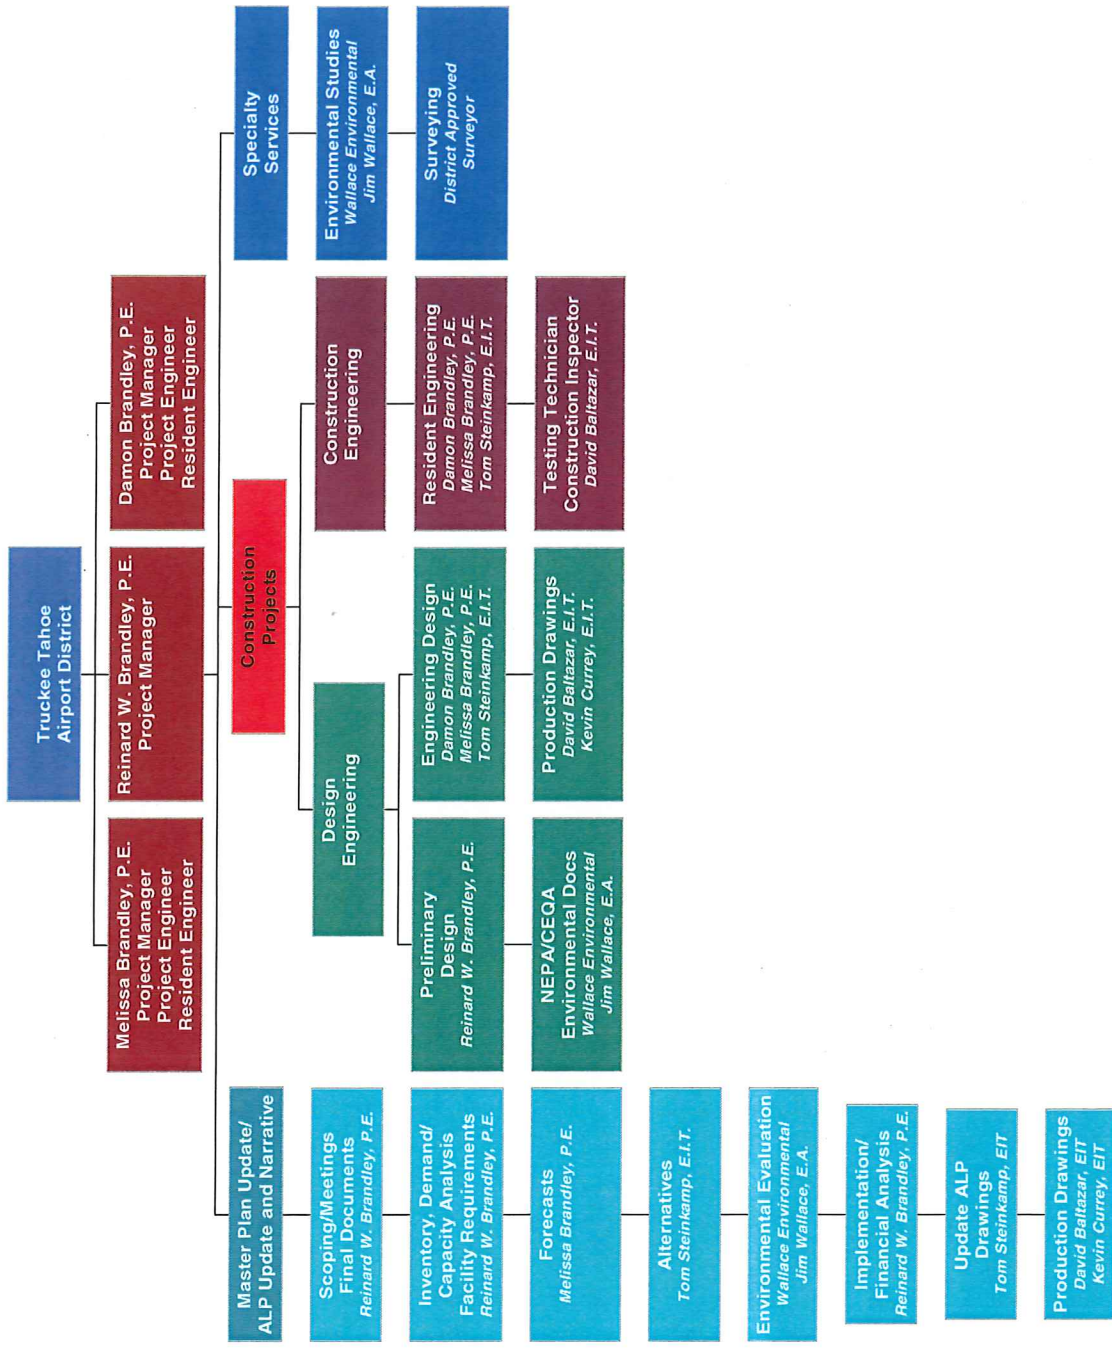 Truckee Tahoe
Airport District
Melissa Brandley, P.E.
Project Manager
Project Engineer
Resident Engineer
Reinard W. Brandley, P.E.
Project Manager
Damon Brandley, P.E.
Project Manager
Project Engineer
Resident Engineer
Master Plan Update/
ALP Update and Narrative
Scoping/Meetings
Final Documents
Reinard W. Brandley, P.E.
Inventory, Demand/
Capacity Analysis
Facility Requirements
Reinard W. Brandley, P.E.
Forecasts
Melissa Brandley, P.E.
Alternatives
Tom Steinkamp, E.I.T.
Environmental Evaluation
Wallace Environmental
Jim Wallace, E.A.
Implementation/
Financial Analysis
Reinard W. Brandley, P.E.
Update ALP
Drawings
Tom Steinkamp, EIT
Production Drawings
David Baltazar, EIT
Kevin Currey, EIT
Construction
Projects
Design
Engineering
Preliminary
Design
Reinard W. Brandley, P.E.
NEPA/CEQA
Environmental Docs
Wallace Environmental
Jim Wallace, E.A.
Engineering Design
Damon Brandley, P.E.
Melissa Brandley, P.E.
Tom Steinkamp, E.I.T.
Production Drawings
David Baltazar, E.I.T.
Kevin Currey, E.I.T.
Construction
Engineering
Resident Engineering
Damon Brandley, P.E.
Melissa Brandley, P.E.
Tom Steinkamp, E.I.T.
Testing Technician
Construction Inspector
David Baltazar, E.I.T.
Specialty
Services
Environmental Studies
Wallace Environmental
Jim Wallace, E.A.
Surveying
District Approved
Surveyor